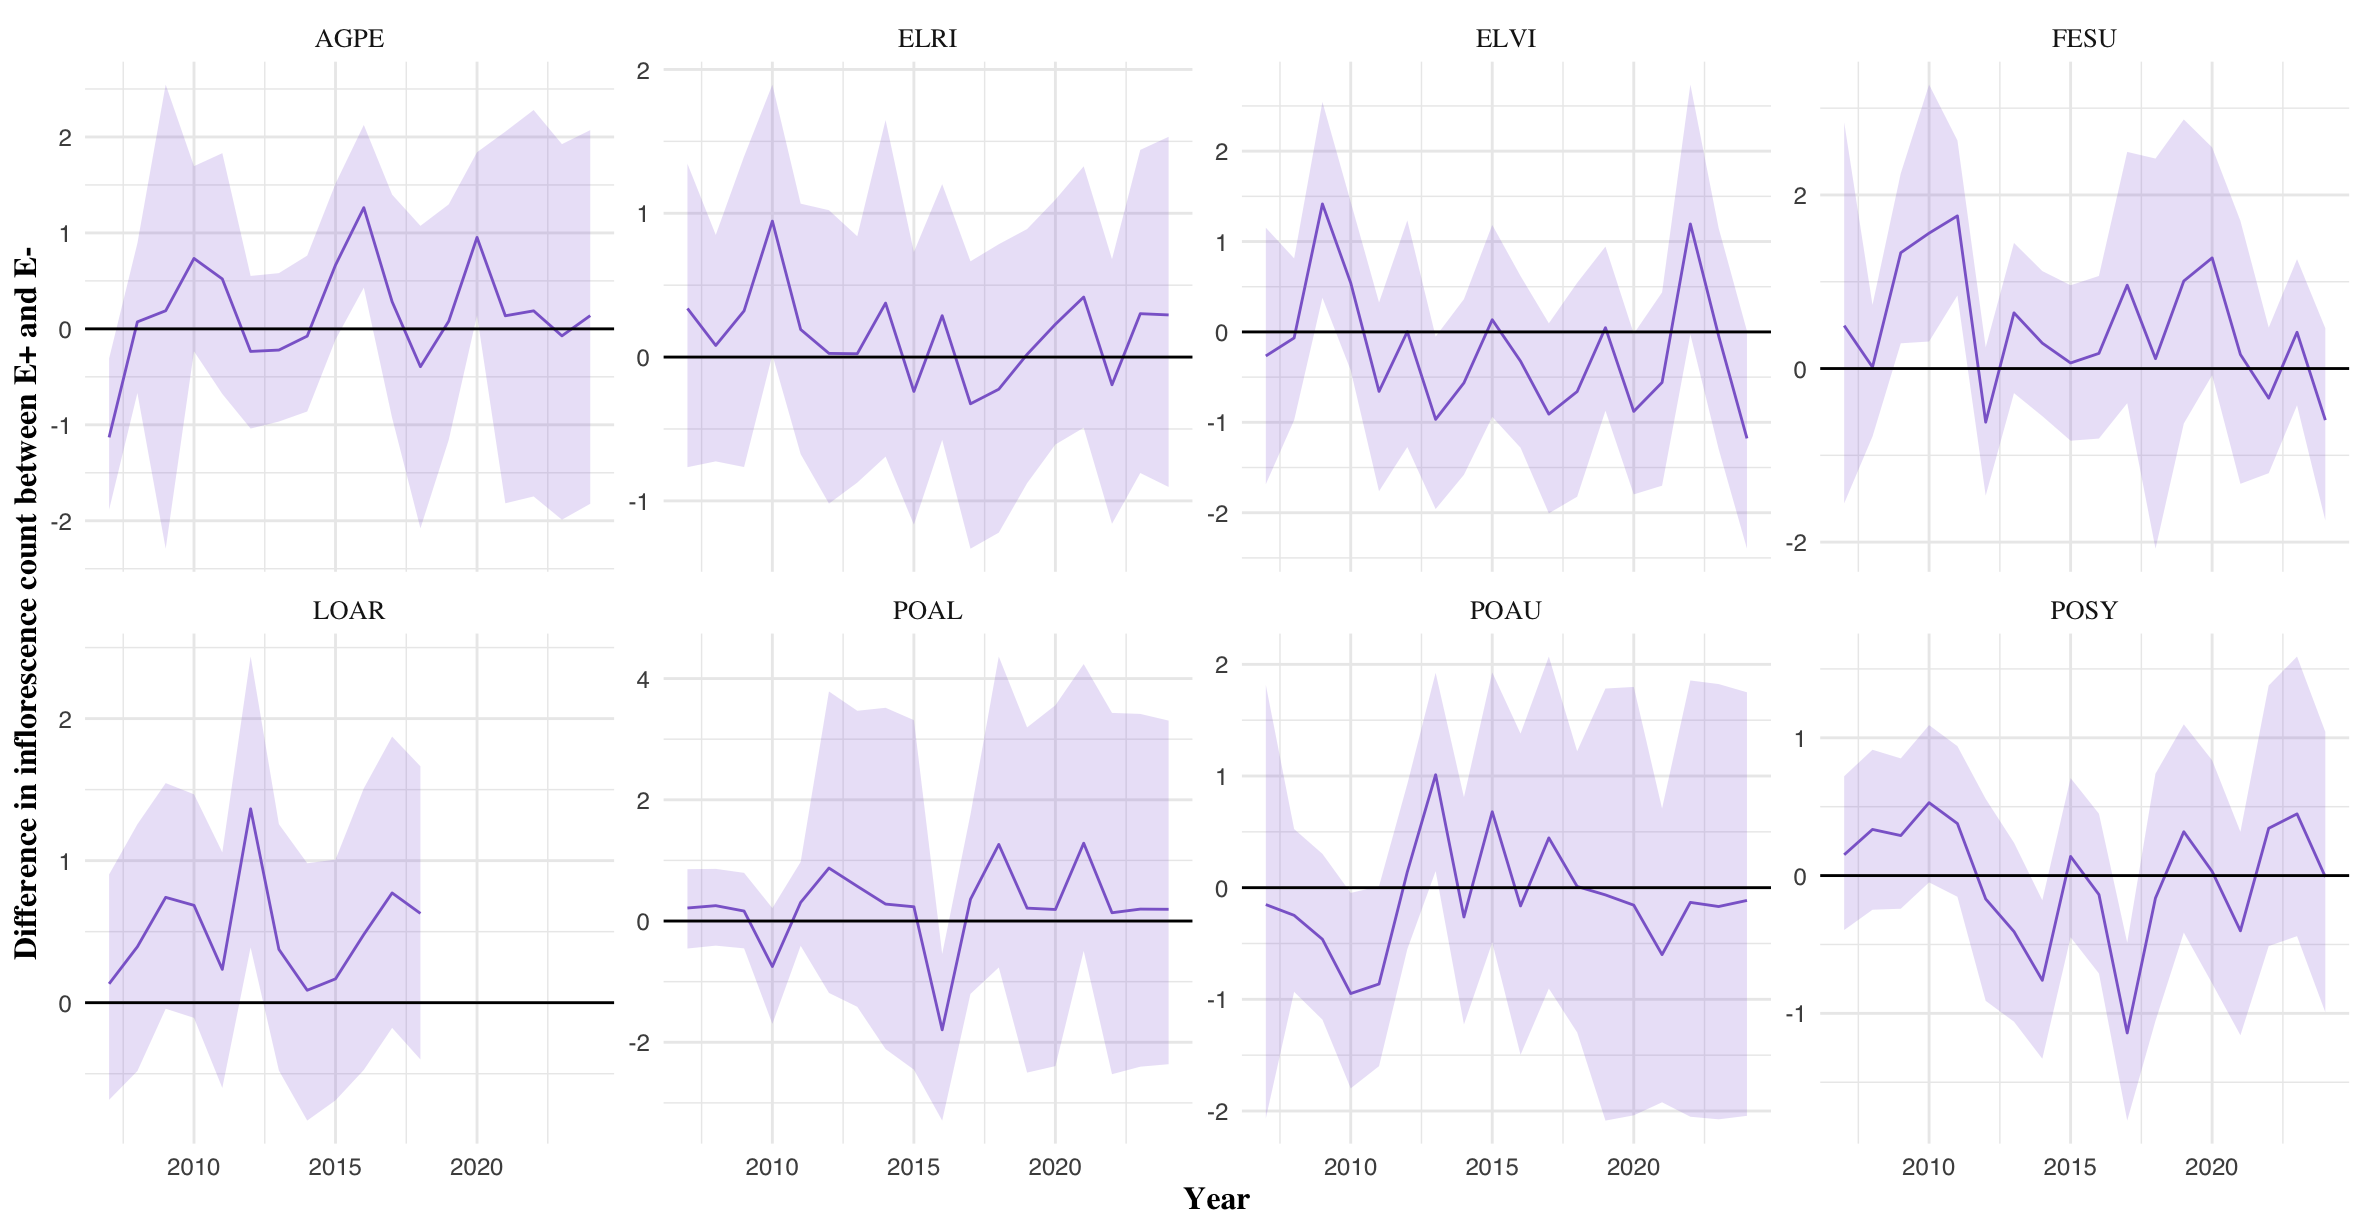 AGPE ELRI ELVI FESU
2 1 0 -1 -2
2 1 0 -1
2 1 0 -1 -2
2 0 -2
Difference in inflorescence count between E+ and E-
LOAR POAL POAU POSY
2 1 0
4 2 0 -2
2 1 0 -1 -2
1 0 -1
2010 2015 2020 2010 2015 2020 2010 2015 2020 2010 2015 2020
Year